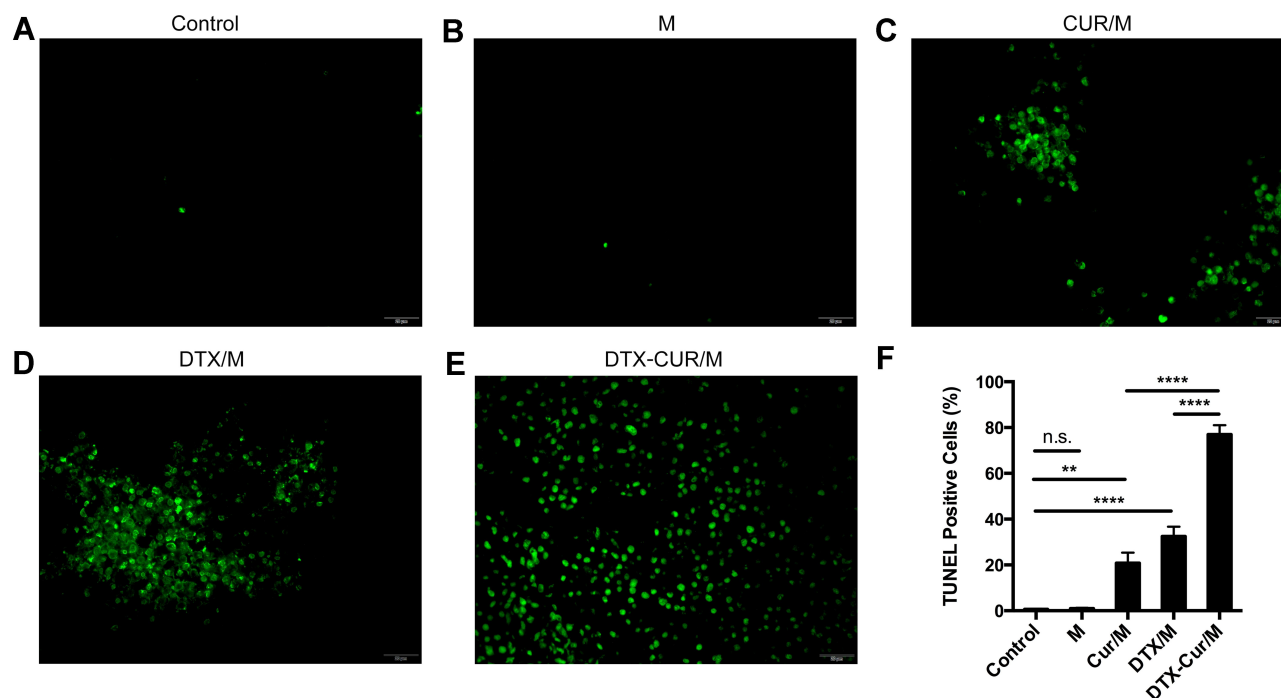 A
Control
B
M
C
CUR/M
D
DTX/M
E
DTX-CUR/M
F
TUNEL Positive Cells (%)
100
80
60
40
20
0
n.s.
**
****
****
****
Control
M
Cur/M
DTX/M
DTX-Cur/M